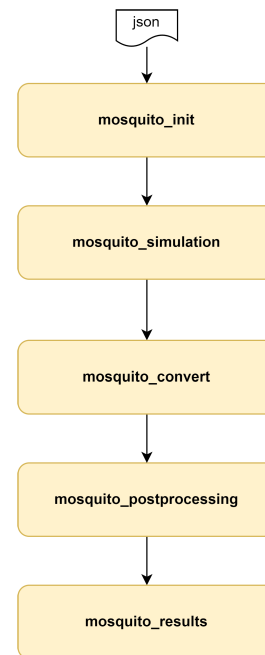 json
mosquito_init
mosquito_simulation
mosquito_convert
mosquito_postprocessing
mosquito_results